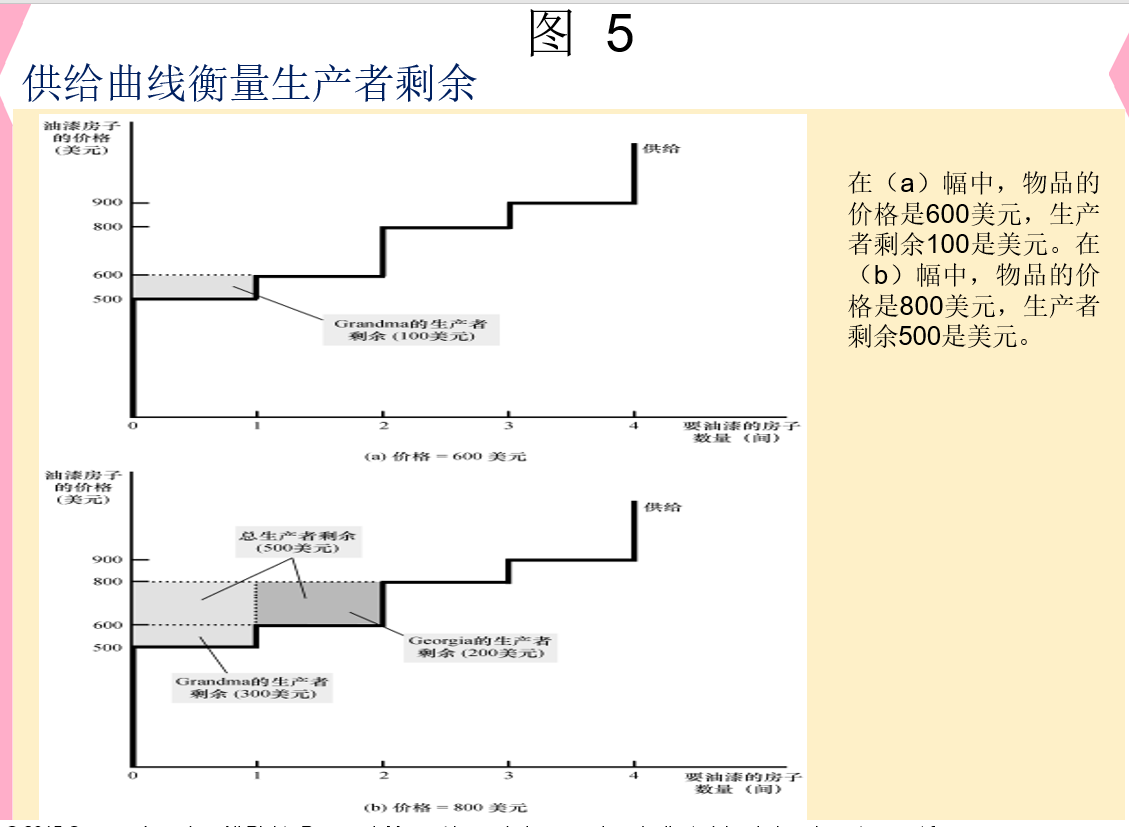 图 5
供给曲线衡量生产者剩余
油漆房子
的价格
(美元)
供给
900
800
600
500
Grandma的生产者
剩余 (100美元)
0 1 2 3 4
要油漆的房子
数量（间）
(a) 价格 = 600 美元
油漆房子
的价格
(美元)
供给
总生产者剩余
(500美元)
900
800
600
500
Georgia的生产者
剩余 (200美元)
Grandma的生产者
剩余 (300美元)
0 1 2 3 4
要油漆的房子
数量（间）
(b) 价格 = 800 美元
在（a）幅中，物品的
价格是600美元，生产
者剩余100是美元。在
（b）幅中，物品的价
格是800美元，生产者
剩余500是美元。